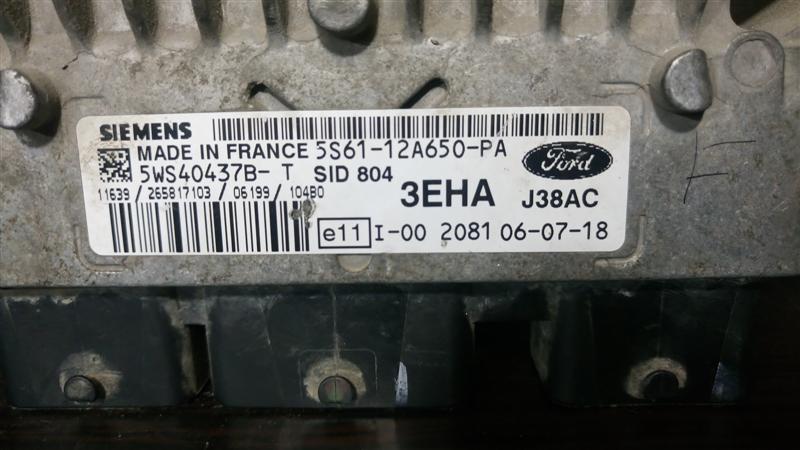 SIEMENS
MADE IN FRANCE 5S61-12A650-PA
5WS40437B- T SID 804
Ford
11639 / 265817103 / 06199 / 104B0
3EHA J38AC
e11 I-00 2081 06-07-18
F